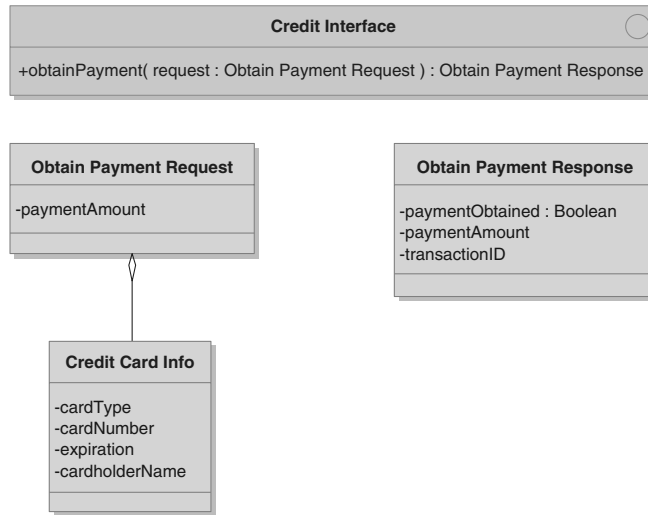 Credit Interface
+obtainPayment( request : Obtain Payment Request ) : Obtain Payment Response
Obtain Payment Request
-paymentAmount
Obtain Payment Response
-paymentObtained : Boolean
-paymentAmount
-transactionID
Credit Card Info
-cardType
-cardNumber
-expiration
-cardholderName